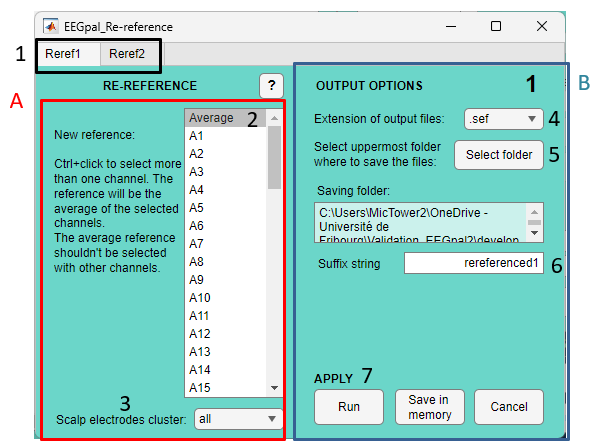 EEGpal_Re-reference
1
Reref1 Reref2
A
B
RE-REFERENCE ?
New reference:
Ctrl+click to select more
than one channel. The
reference will be the
average of the selected
channels.
The average reference
shouldn't be selected
with other channels.
Average 2
A1
A2
A3
A4
A5
A6
A7
A8
A9
A10
A11
A12
A13
A14
A15
3
Scalp electrodes cluster: all
OUTPUT OPTIONS 1
Extension of output files: .sef 4
Select uppermost folder
where to save the files:
Select folder 5
Saving folder:
C:\Users\MicTower2\OneDrive -
Université de
Fribourg\Validation_EEGpal2\develop
Suffix string rereferenced1 6
APPLY 7
Run
Save in
memory
Cancel